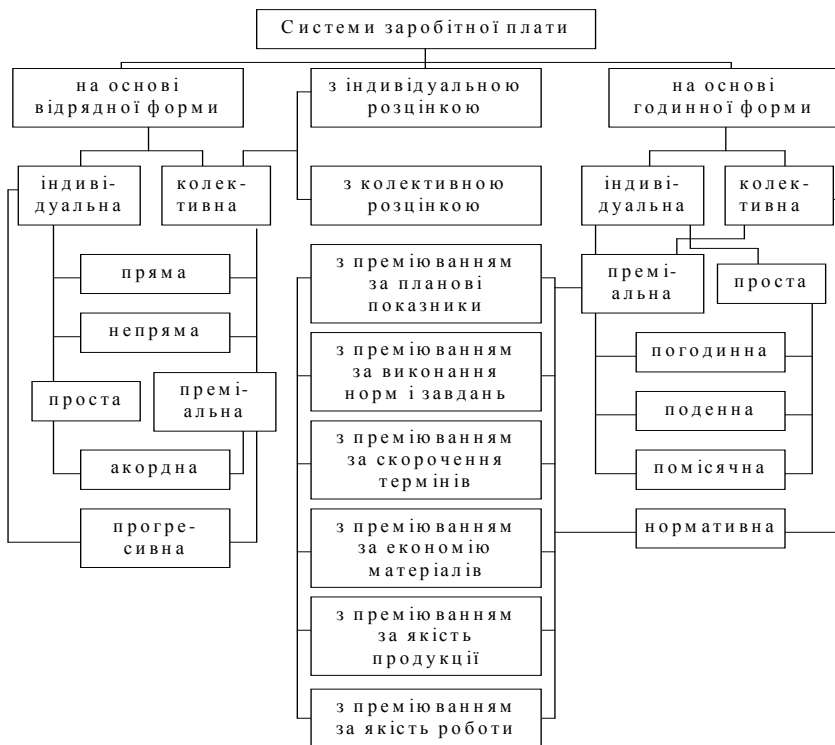 Системи заробітної плати
на основі
відрядної форми
з індивідуальною
розцінкою
на основі
годинної форми
індиві-
дуальна
колек-
тивна
з колективною
розцінкою
індиві-
дуальна
колек-
тивна
пряма
з преміюванням
за планові
показники
премі-
альна
проста
непряма
з преміюванням
за виконання
норм і завдань
погодинна
проста
премі-
альна
поденна
акордна
з преміюванням
за скорочення
термінів
помісячна
прогре-
сивна
з преміюванням
за економію
матеріалів
нормативна
з преміюванням
за якість
продукції
з преміюванням
за якість роботи